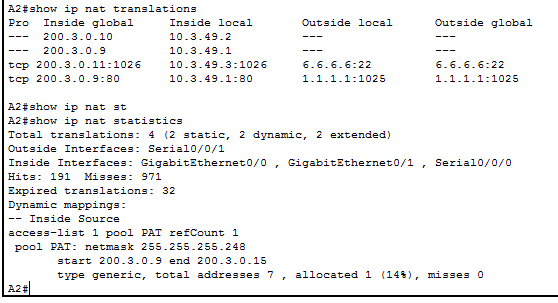 A2#show ip nat translations
Pro  Inside global     Inside local       Outside local      Outside global
---  200.3.0.10        10.3.49.2          ---                ---
---  200.3.0.9         10.3.49.1          ---                ---
tcp 200.3.0.11:1026    10.3.49.3:1026     6.6.6.6:22         6.6.6.6:22
tcp 200.3.0.9:80       10.3.49.1:80       1.1.1.1:1025       1.1.1.1:1025
A2#show ip nat st
A2#show ip nat statistics
Total translations: 4 (2 static, 2 dynamic, 2 extended)
Outside Interfaces: Serial0/0/1
Inside Interfaces: GigabitEthernet0/0 , GigabitEthernet0/1 , Serial0/0/0
Hits: 191  Misses: 971
Expired translations: 32
Dynamic mappings:
-- Inside Source
access-list 1 pool PAT refCount 1
 pool PAT: netmask 255.255.255.248
       start 200.3.0.9 end 200.3.0.15
       type generic, total addresses 7 , allocated 1 (14%), misses 0
A2#